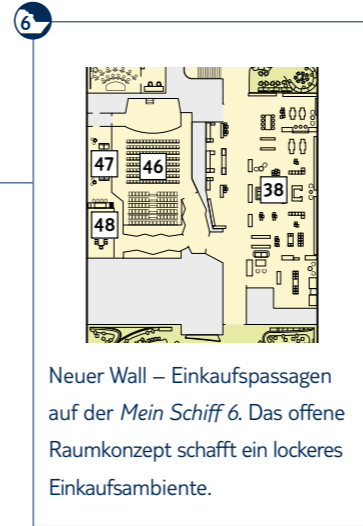 6
47
46
38
48
Neuer Wall – Einkaufspassagen
auf der Mein Schiff 6. Das offene
Raumkonzept schafft ein lockeres
Einkaufsambiente.